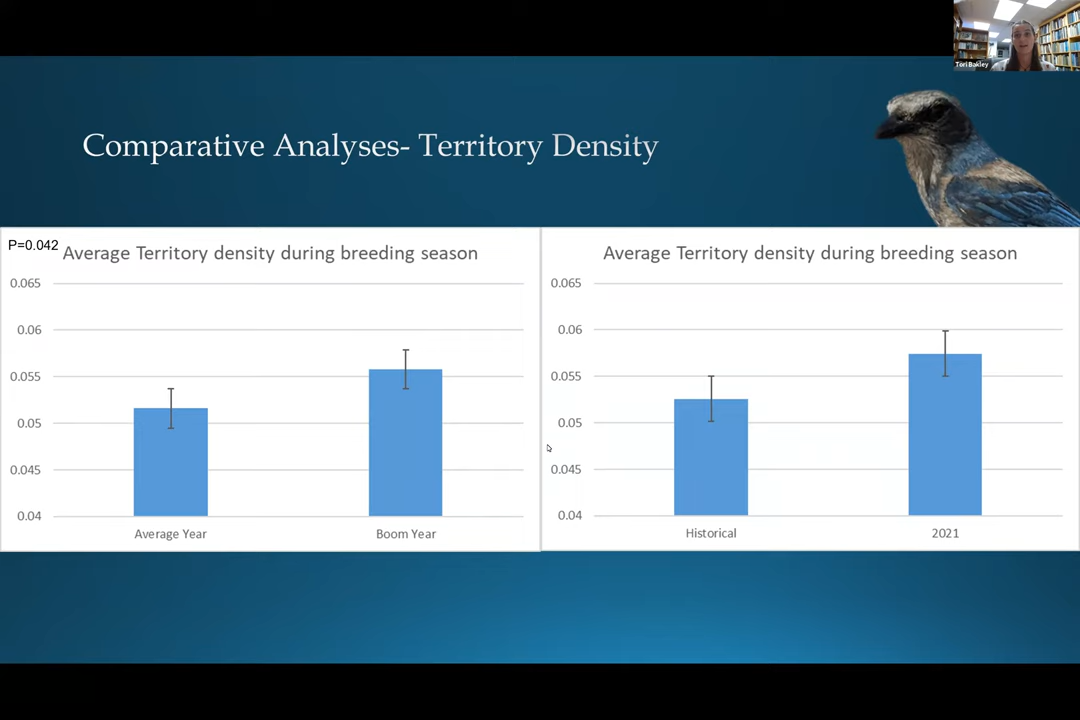 Tori Bakley
Comparative Analyses- Territory Density
P=0.042
Average Territory density during breeding season
0.065
0.06
0.055
0.05
0.045
0.04
Average Year
Boom Year
Average Territory density during breeding season
0.065
0.06
0.055
0.05
0.045
0.04
Historical
2021